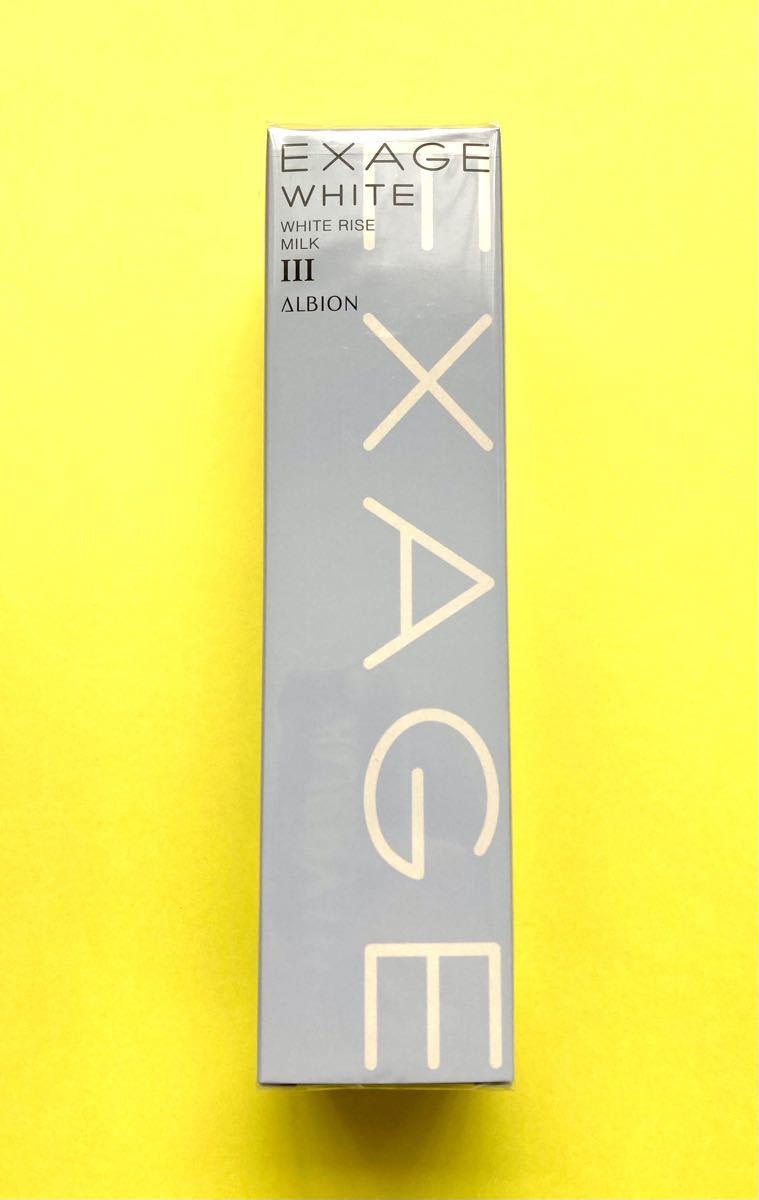 EXAGE
WHITE
WHITE RISE
MILK
III
ALBION
EXAGE